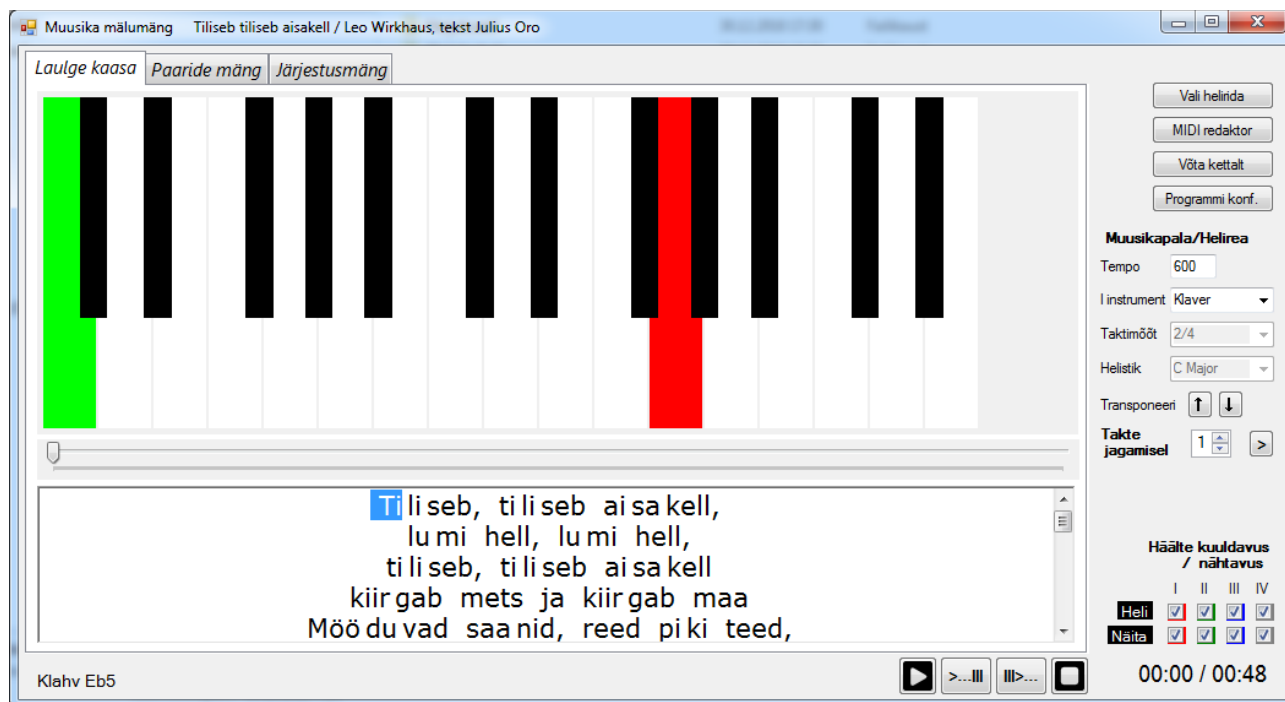 Muusika mälumäng Tiliseb tiliseb aisakell / Leo Wirkhaus, tekst Julius Oro
Laulge kaasa Paaride mäng Järjestusmäng
Vali helirida
MIDI redaktor
Võta kettalt
Programmi konf.
Muusikapala/Helirea
Tempo 600
I instrument Klaver
Taktimõõt 2/4
Helistik C Major
Transponeeri ↑ ↓
Takte
jagamisel 1 >
Ti li seb, ti li seb ai sa kell,
lu mi hell, lu mi hell,
ti li seb, ti li seb ai sa kell
kiir gab mets ja kiir gab maa
Möö du vad saa nid, reed pi ki teed,
Häälte kuuldavus
/ nähtavus
I II III IV
Heli
Näita
Klahv Eb5
>...III III>...
00:00 / 00:48